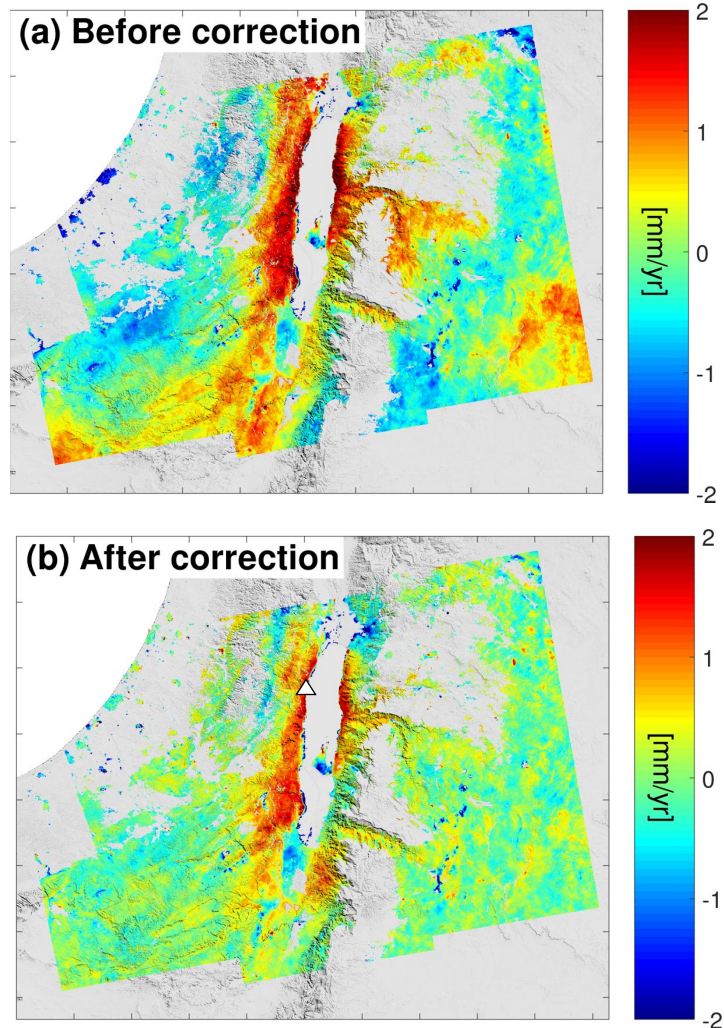 (a) Before correction
2
1
0
-1
-2
[mm/yr]
(b) After correction
2
1
0
-1
-2
[mm/yr]